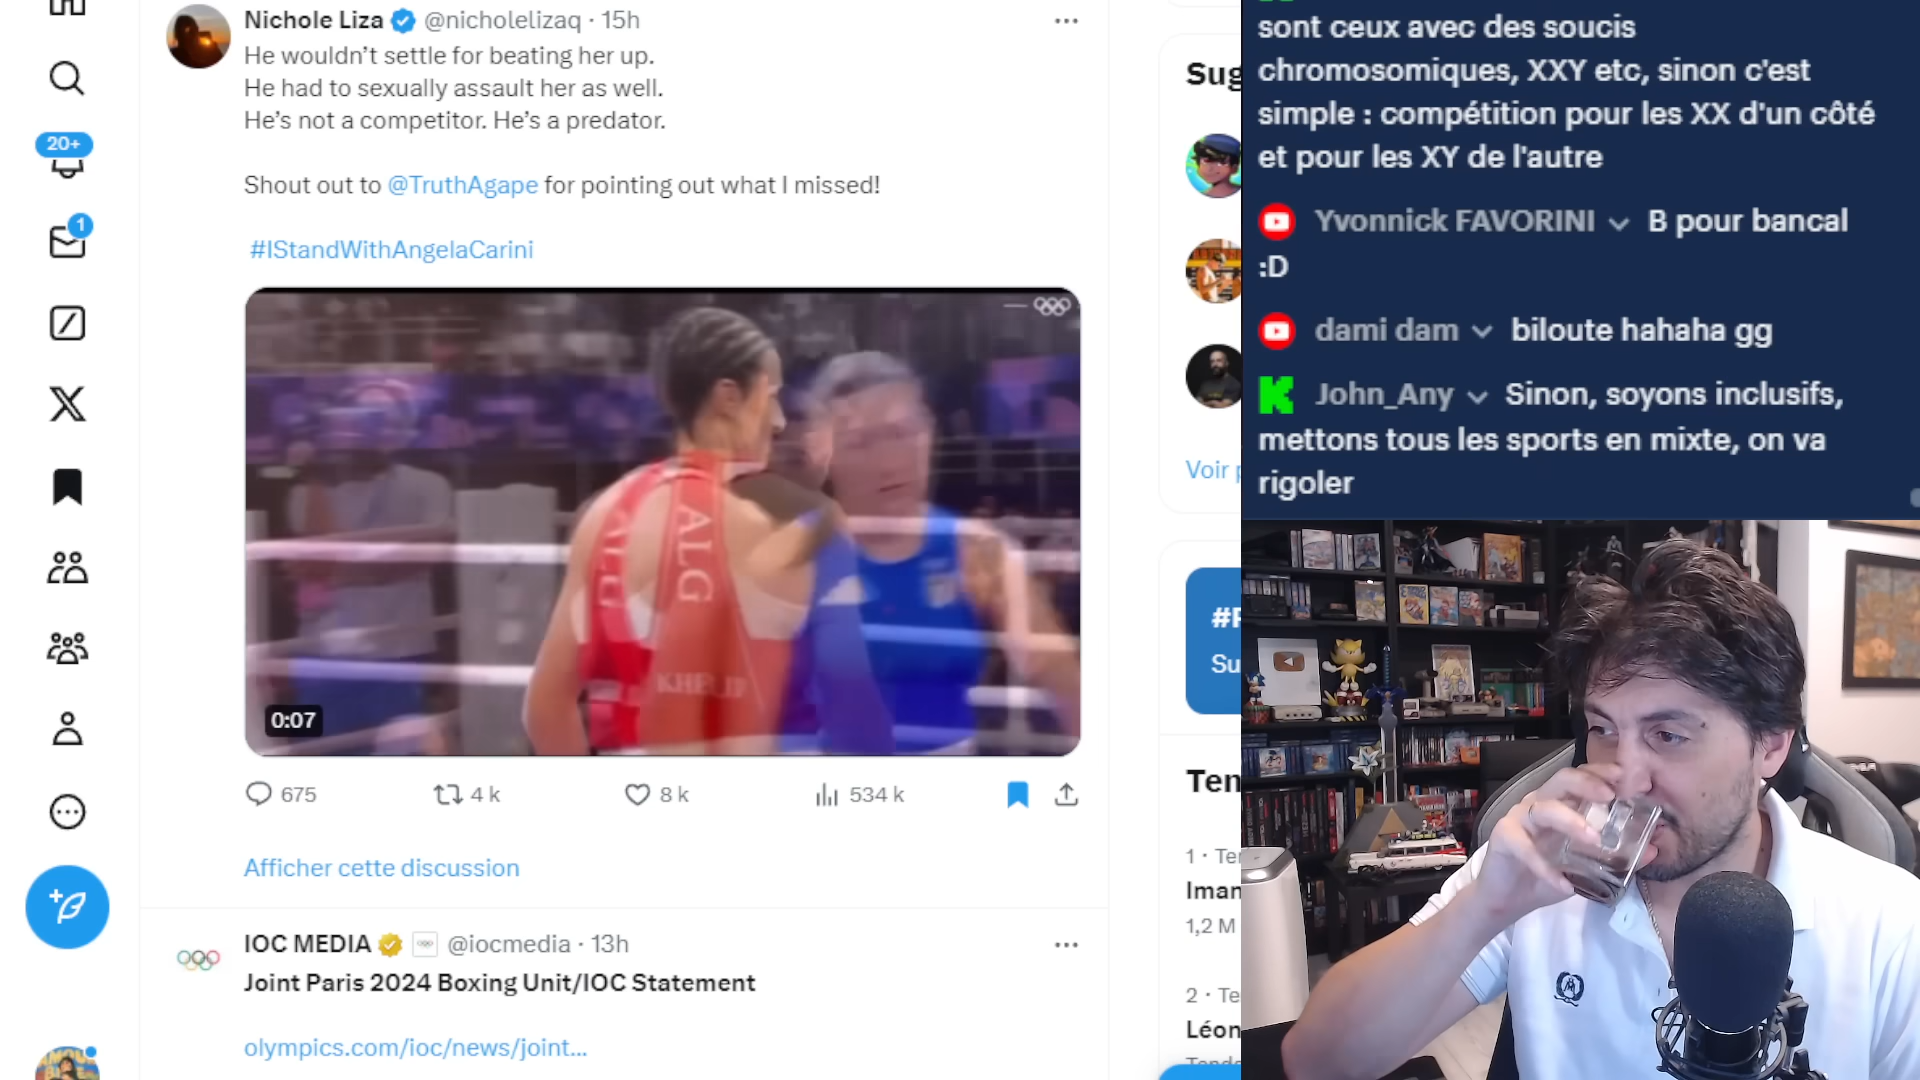 Nichole Liza @nicholelizaq · 15h
He wouldn't settle for beating her up.
He had to sexually assault her as well.
He's not a competitor. He's a predator.
Shout out to @TruthAgape for pointing out what I missed!
#IStandWithAngelaCarini
20+
1
ALG
ALG
KHELIF
0:07
675
4 k
8 k
534 k
Afficher cette discussion
IOC MEDIA @iocmedia · 13h
Joint Paris 2024 Boxing Unit/IOC Statement
olympics.com/ioc/news/joint...
Sug
Voir p
Su
Ten
1 · Te
Iman
1,2 M
2 · Te
Léon
sont ceux avec des soucis
chromosomiques, XXY etc, sinon c'est
simple : compétition pour les XX d'un côté
et pour les XY de l'autre
Yvonnick FAVORINI B pour bancal
:D
dami dam biloute hahaha gg
John_Any Sinon, soyons inclusifs,
mettons tous les sports en mixte, on va
rigoler